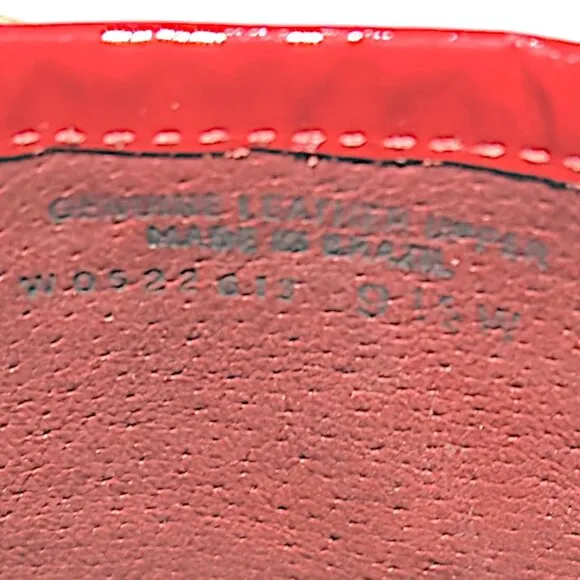 GENUINE LEATHER UPPER
MADE IN BRAZIL
W0522613 9 1/2 W